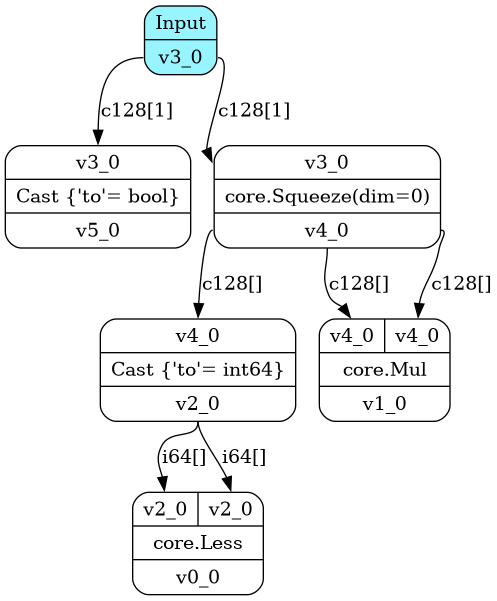 Input
v3_0
c128[1]
c128[1]
v3_0
Cast {'to'= bool}
v5_0
v3_0
core.Squeeze(dim=0)
v4_0
c128[]
c128[]
c128[]
v4_0
Cast {'to'= int64}
v2_0
v4_0 v4_0
core.Mul
v1_0
i64[]
i64[]
v2_0 v2_0
core.Less
v0_0